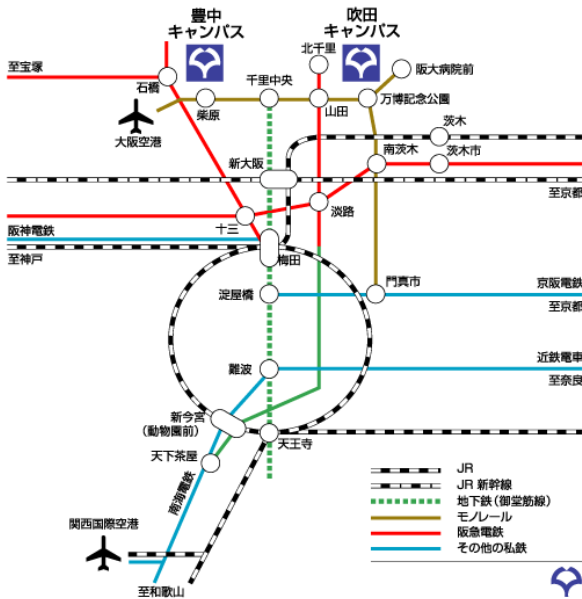 豊中
キャンパス
吹田
キャンパス
北千里
至宝塚
石橋
千里中央
阪大病院前
柴原
山田
万博記念公園
大阪空港
茨木
新大阪
南茨木
茨木市
至京都
十三
淡路
阪神電鉄
至神戸
梅田
淀屋橋
門真市
京阪電鉄
至京都
難波
近鉄電車
至奈良
新今宮
(動物園前)
天王寺
天下茶屋
南海電鉄
関西国際空港
至和歌山
JR
JR 新幹線
地下鉄(御堂筋線)
モノレール
阪急電鉄
その他の私鉄